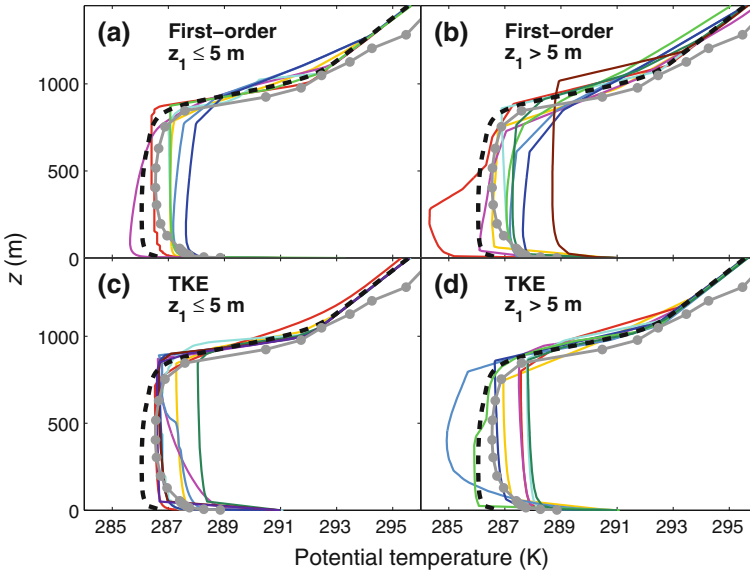 (a)
First−order
z1 ≤ 5 m
(b)
First−order
z1 > 5 m
1000
500
0
(c)
TKE
z1 ≤ 5 m
(d)
TKE
z1 > 5 m
1000
500
0
z (m)
285 287 289 291 293 295
285 287 289 291 293 295
Potential temperature (K)